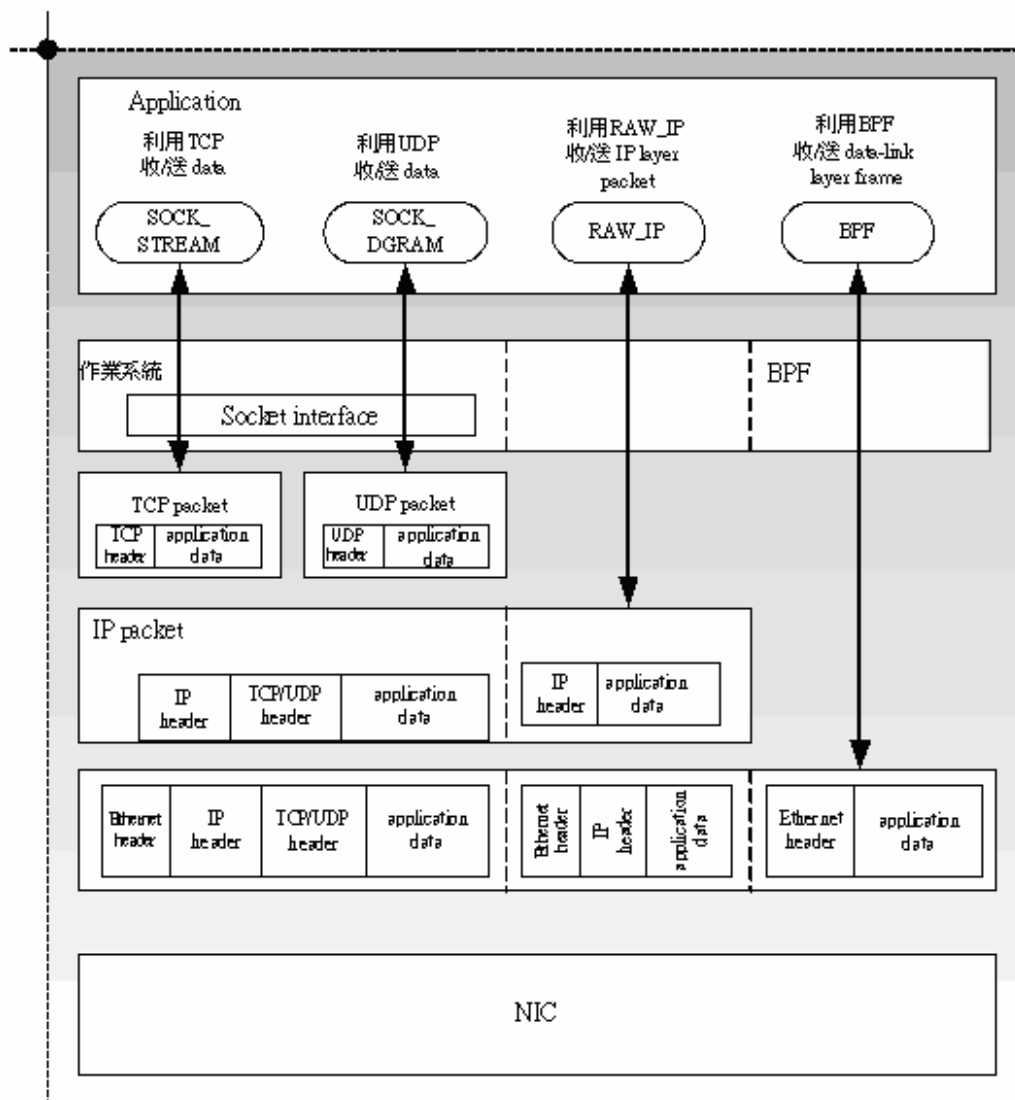 Application
利用TCP
收/送 data
利用UDP
收/送 data
利用RAW_IP
收/送 IP layer
packet
利用BPF
收/送 data-link
layer frame
SOCK_
STREAM
SOCK_
DGRAM
RAW_IP
BPF
作業系統
BPF
Socket interface
TCP packet
TCP
header
application
data
UDP packet
UDP
header
application
data
IP packet
IP
header
TCP/UDP
header
application
data
IP
header
application
data
Ethernet
header
IP
header
TCP/UDP
header
application
data
Ethernet
header
IP
header
application
data
Ethernet
header
application
data
NIC